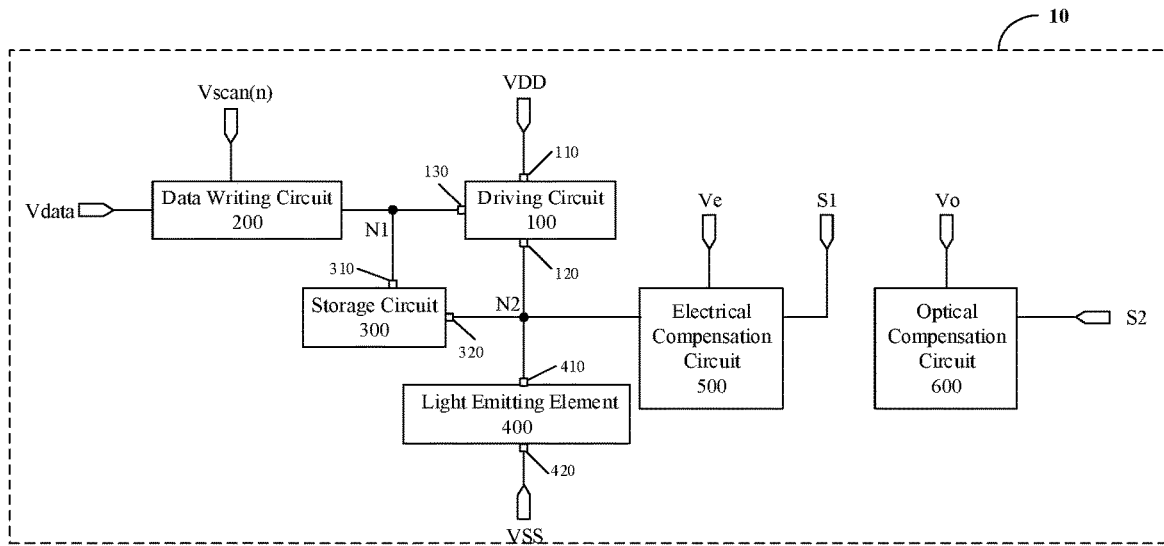 10
Vscan(n)
VDD
110
130
Data Writing Circuit
200
Driving Circuit
100
Vdata
N1
Ve
S1
Vo
120
310
Storage Circuit
300
N2
320
Electrical
Compensation
Circuit
500
Optical
Compensation
Circuit
600
S2
410
Light Emitting Element
400
420
VSS